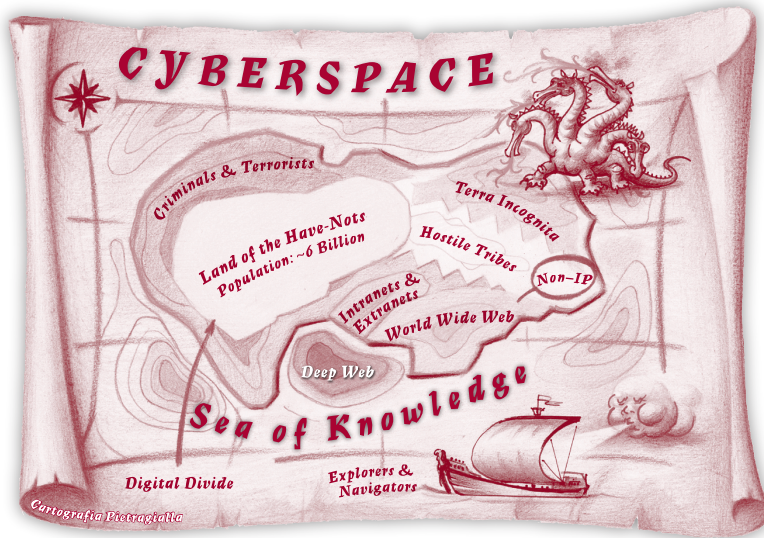 CYBERSPACE
Criminals & Terrorists
Terra Incognita
Land of the Have-Nots
Population: ~6 Billion
Hostile Tribes
Non-IP
Intranets &
Extranets
World Wide Web
Deep Web
Sea of Knowledge
Digital Divide
Explorers &
Navigators
Cartografia Pietragialla